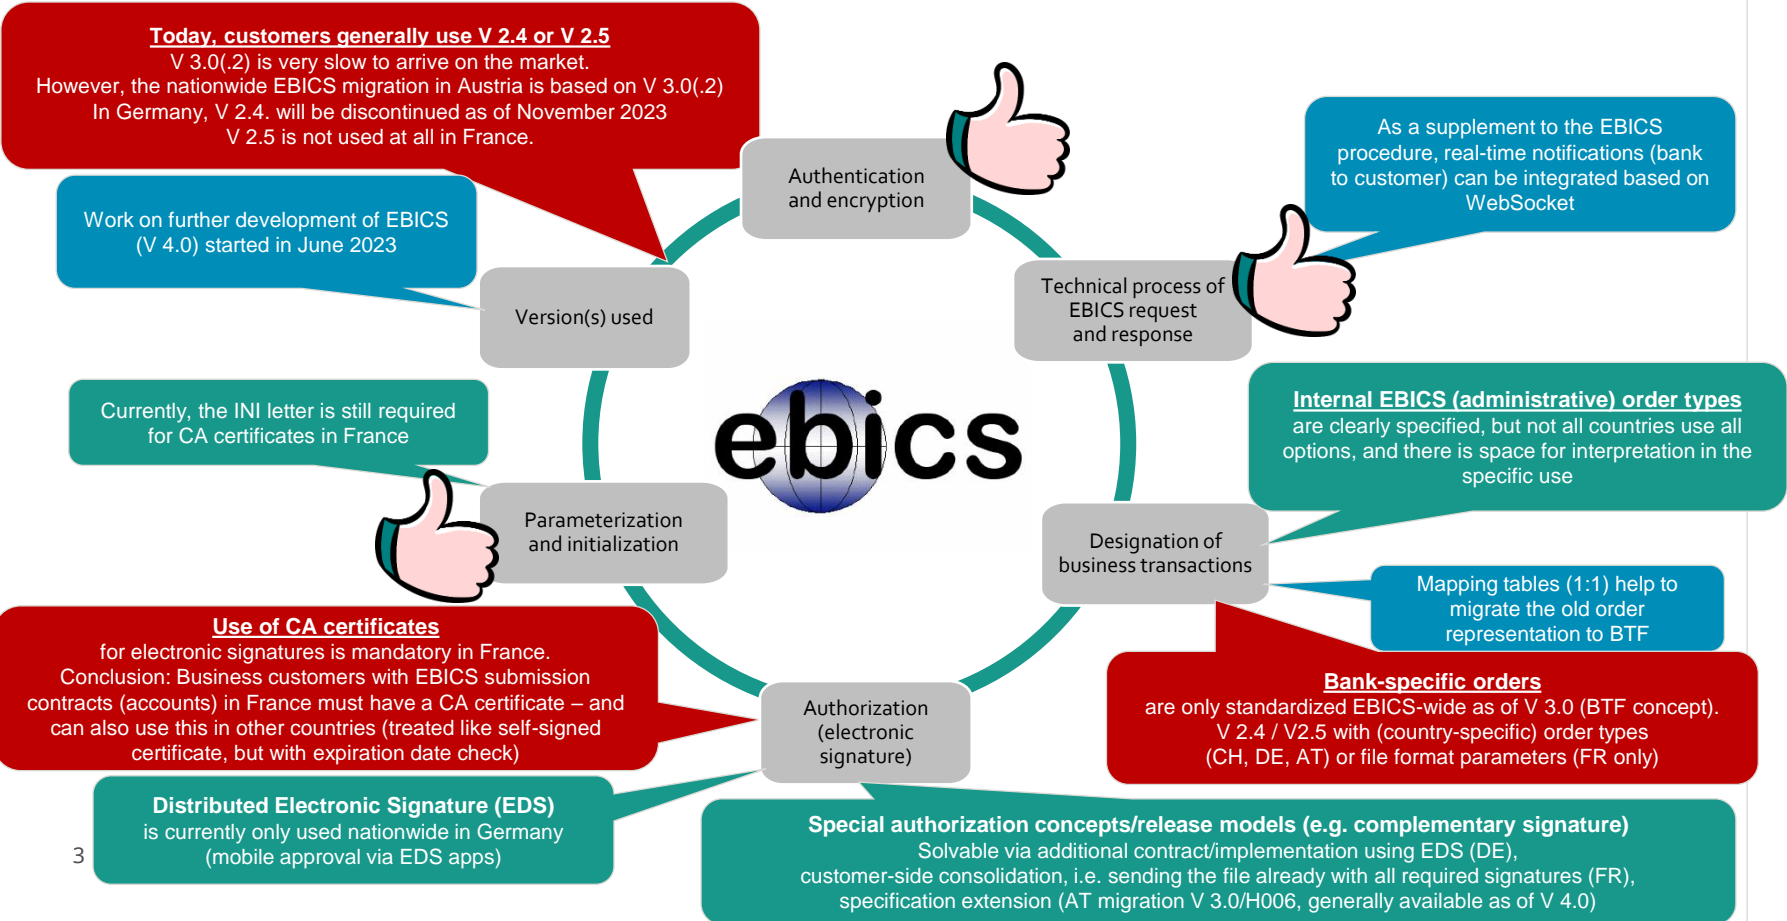 Today, customers generally use V 2.4 or V 2.5
V 3.0(.2) is very slow to arrive on the market.
However, the nationwide EBICS migration in Austria is based on V 3.0(.2)
In Germany, V 2.4. will be discontinued as of November 2023
V 2.5 is not used at all in France.
Authentication
and encryption
As a supplement to the EBICS
procedure, real-time notifications (bank
to customer) can be integrated based on
WebSocket
Work on further development of EBICS
(V 4.0) started in June 2023
Version(s) used
Technical process of
EBICS request
and response
Currently, the INI letter is still required
for CA certificates in France
ebics
Internal EBICS (administrative) order types
are clearly specified, but not all countries use all
options, and there is space for interpretation in the
specific use
Parameterization
and initialization
Designation of
business transactions
Mapping tables (1:1) help to
migrate the old order
representation to BTF
Use of CA certificates
for electronic signatures is mandatory in France.
Conclusion: Business customers with EBICS submission
contracts (accounts) in France must have a CA certificate – and
can also use this in other countries (treated like self-signed
certificate, but with expiration date check)
Authorization
(electronic
signature)
Bank-specific orders
are only standardized EBICS-wide as of V 3.0 (BTF concept).
V 2.4 / V2.5 with (country-specific) order types
(CH, DE, AT) or file format parameters (FR only)
Distributed Electronic Signature (EDS)
is currently only used nationwide in Germany
(mobile approval via EDS apps)
Special authorization concepts/release models (e.g. complementary signature)
Solvable via additional contract/implementation using EDS (DE),
customer-side consolidation, i.e. sending the file already with all required signatures (FR),
specification extension (AT migration V 3.0/H006, generally available as of V 4.0)
3